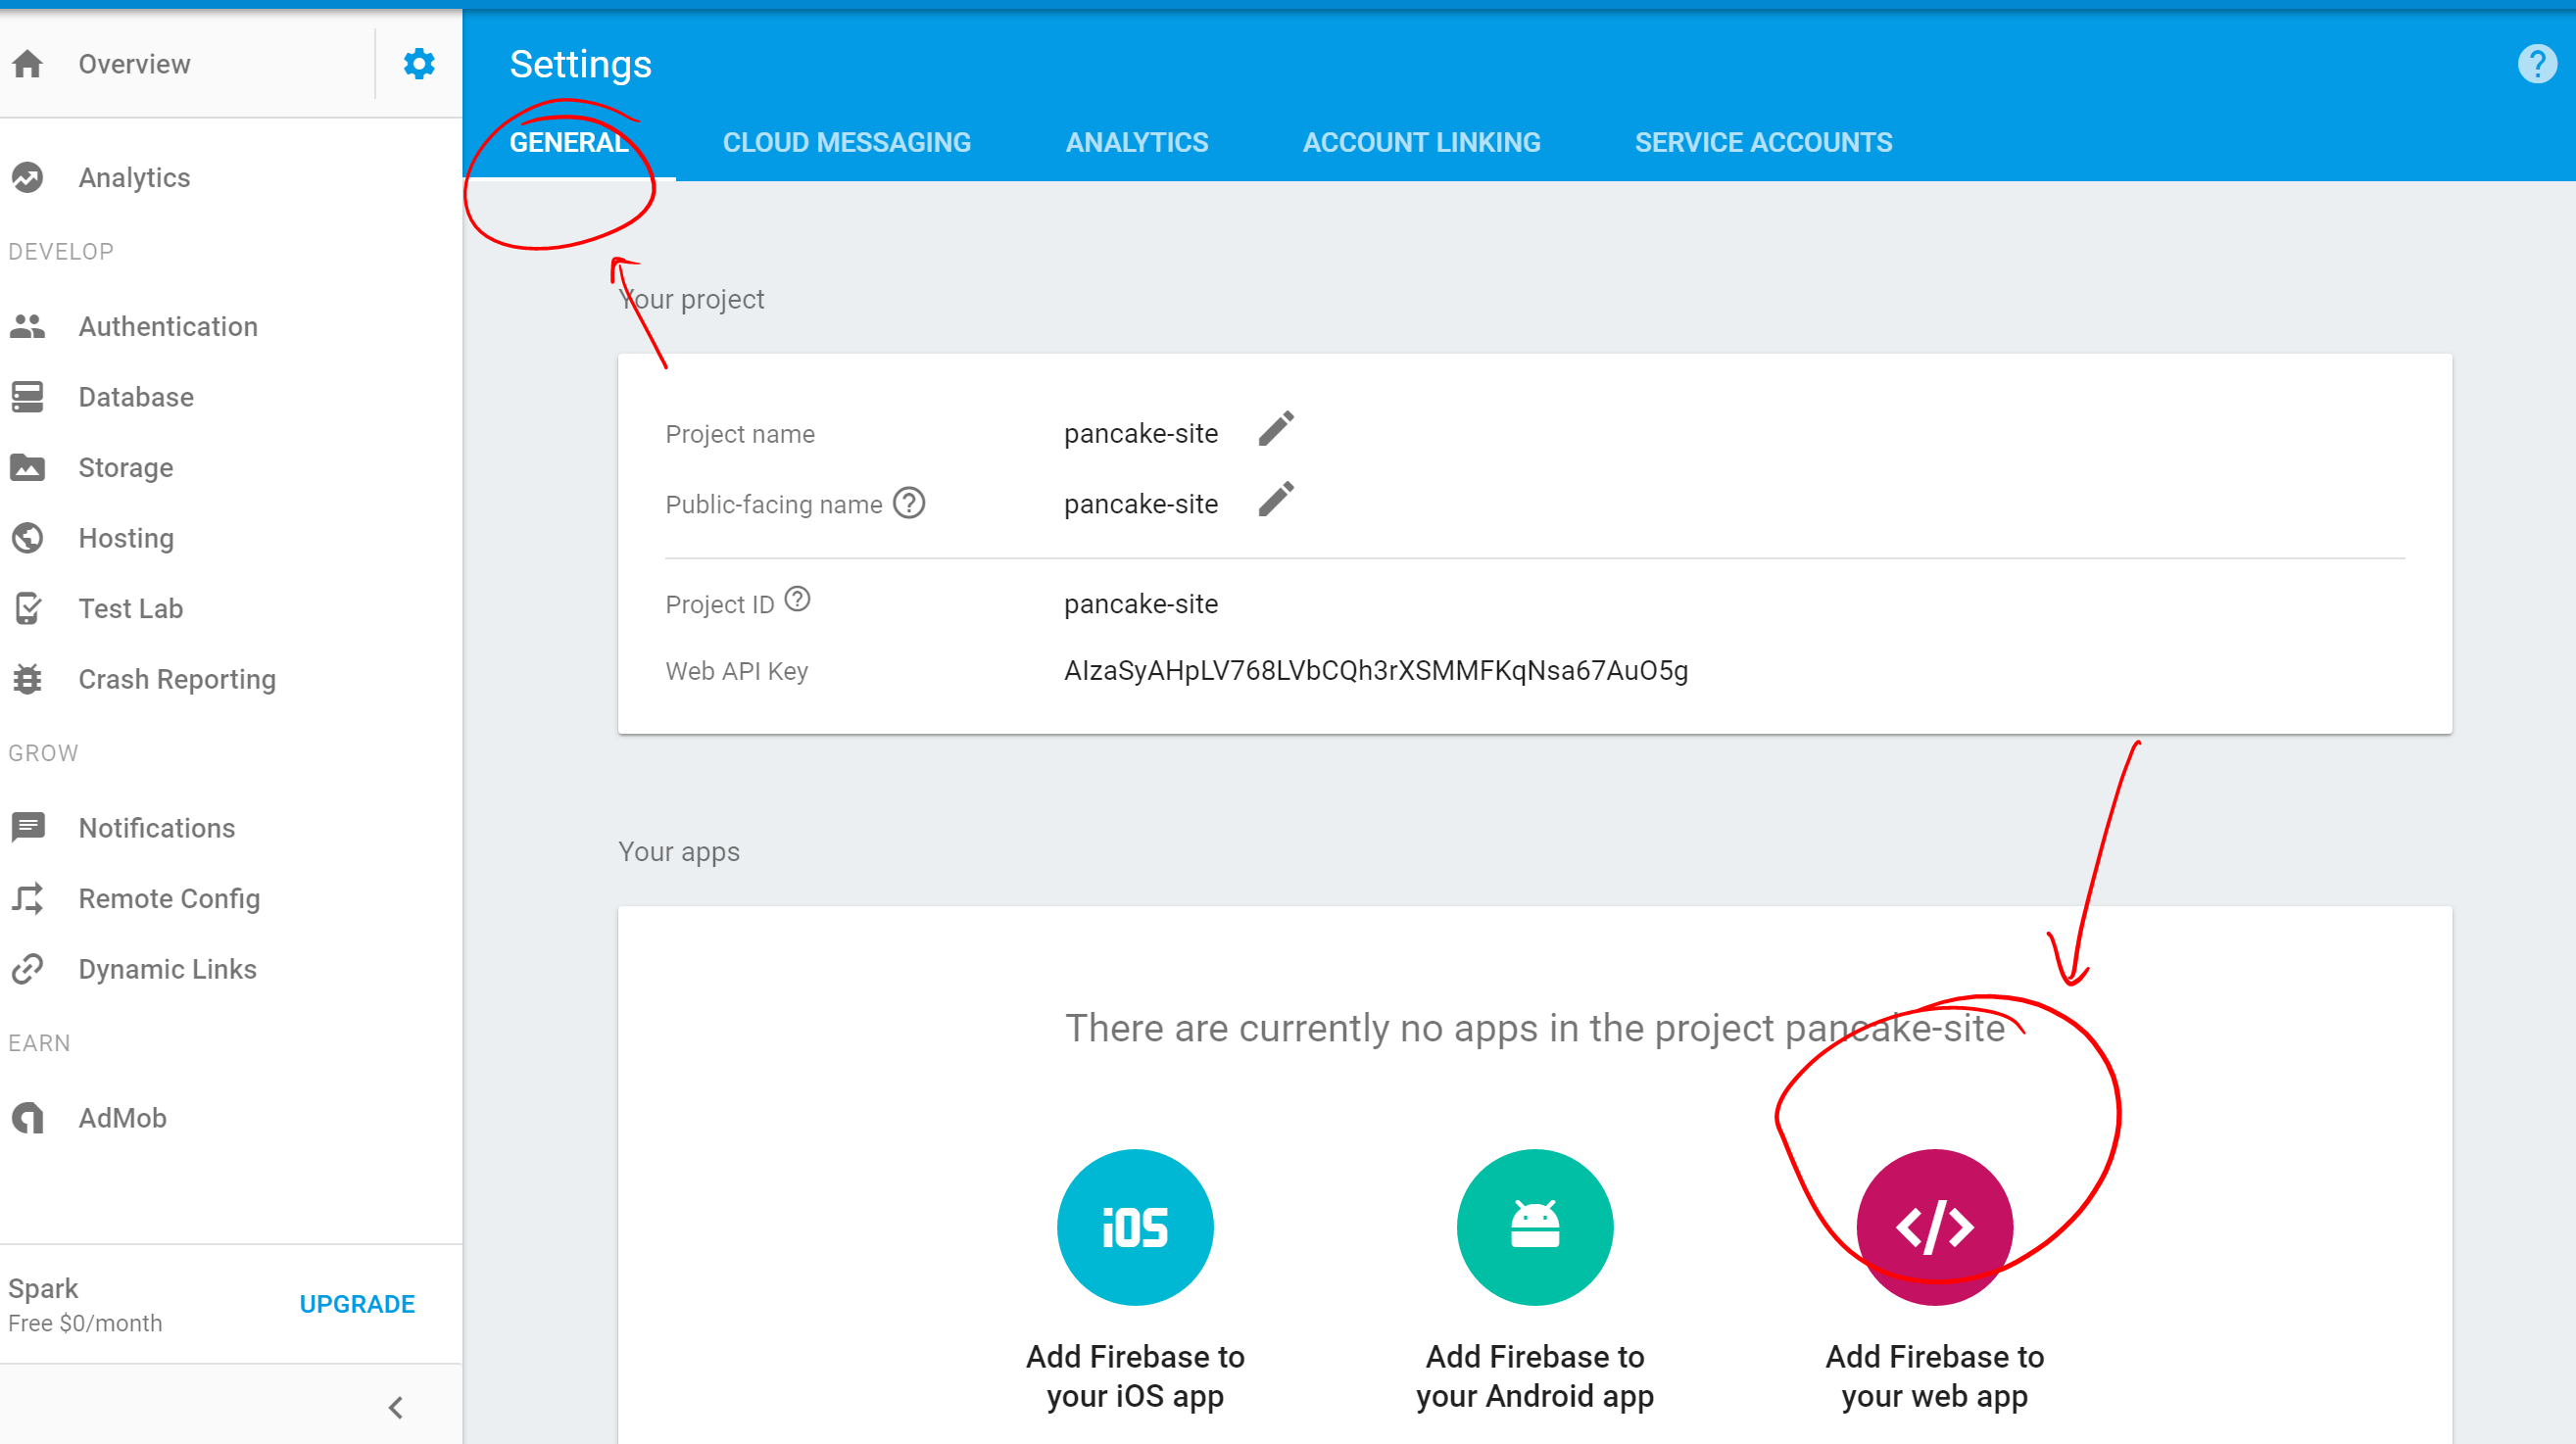 Overview
Analytics
DEVELOP
Authentication
Database
Storage
Hosting
Test Lab
Crash Reporting
GROW
Notifications
Remote Config
Dynamic Links
EARN
AdMob
Spark
Free $0/month
UPGRADE
Settings
?
GENERAL CLOUD MESSAGING ANALYTICS ACCOUNT LINKING SERVICE ACCOUNTS
Your project
Project name pancake-site
Public-facing name ? pancake-site
Project ID ? pancake-site
Web API Key AIzaSyAHpLV768LVbCQh3rXSMMFKqNsa67AuO5g
Your apps
There are currently no apps in the project pancake-site
iOS
</>
Add Firebase to
your iOS app
Add Firebase to
your Android app
Add Firebase to
your web app